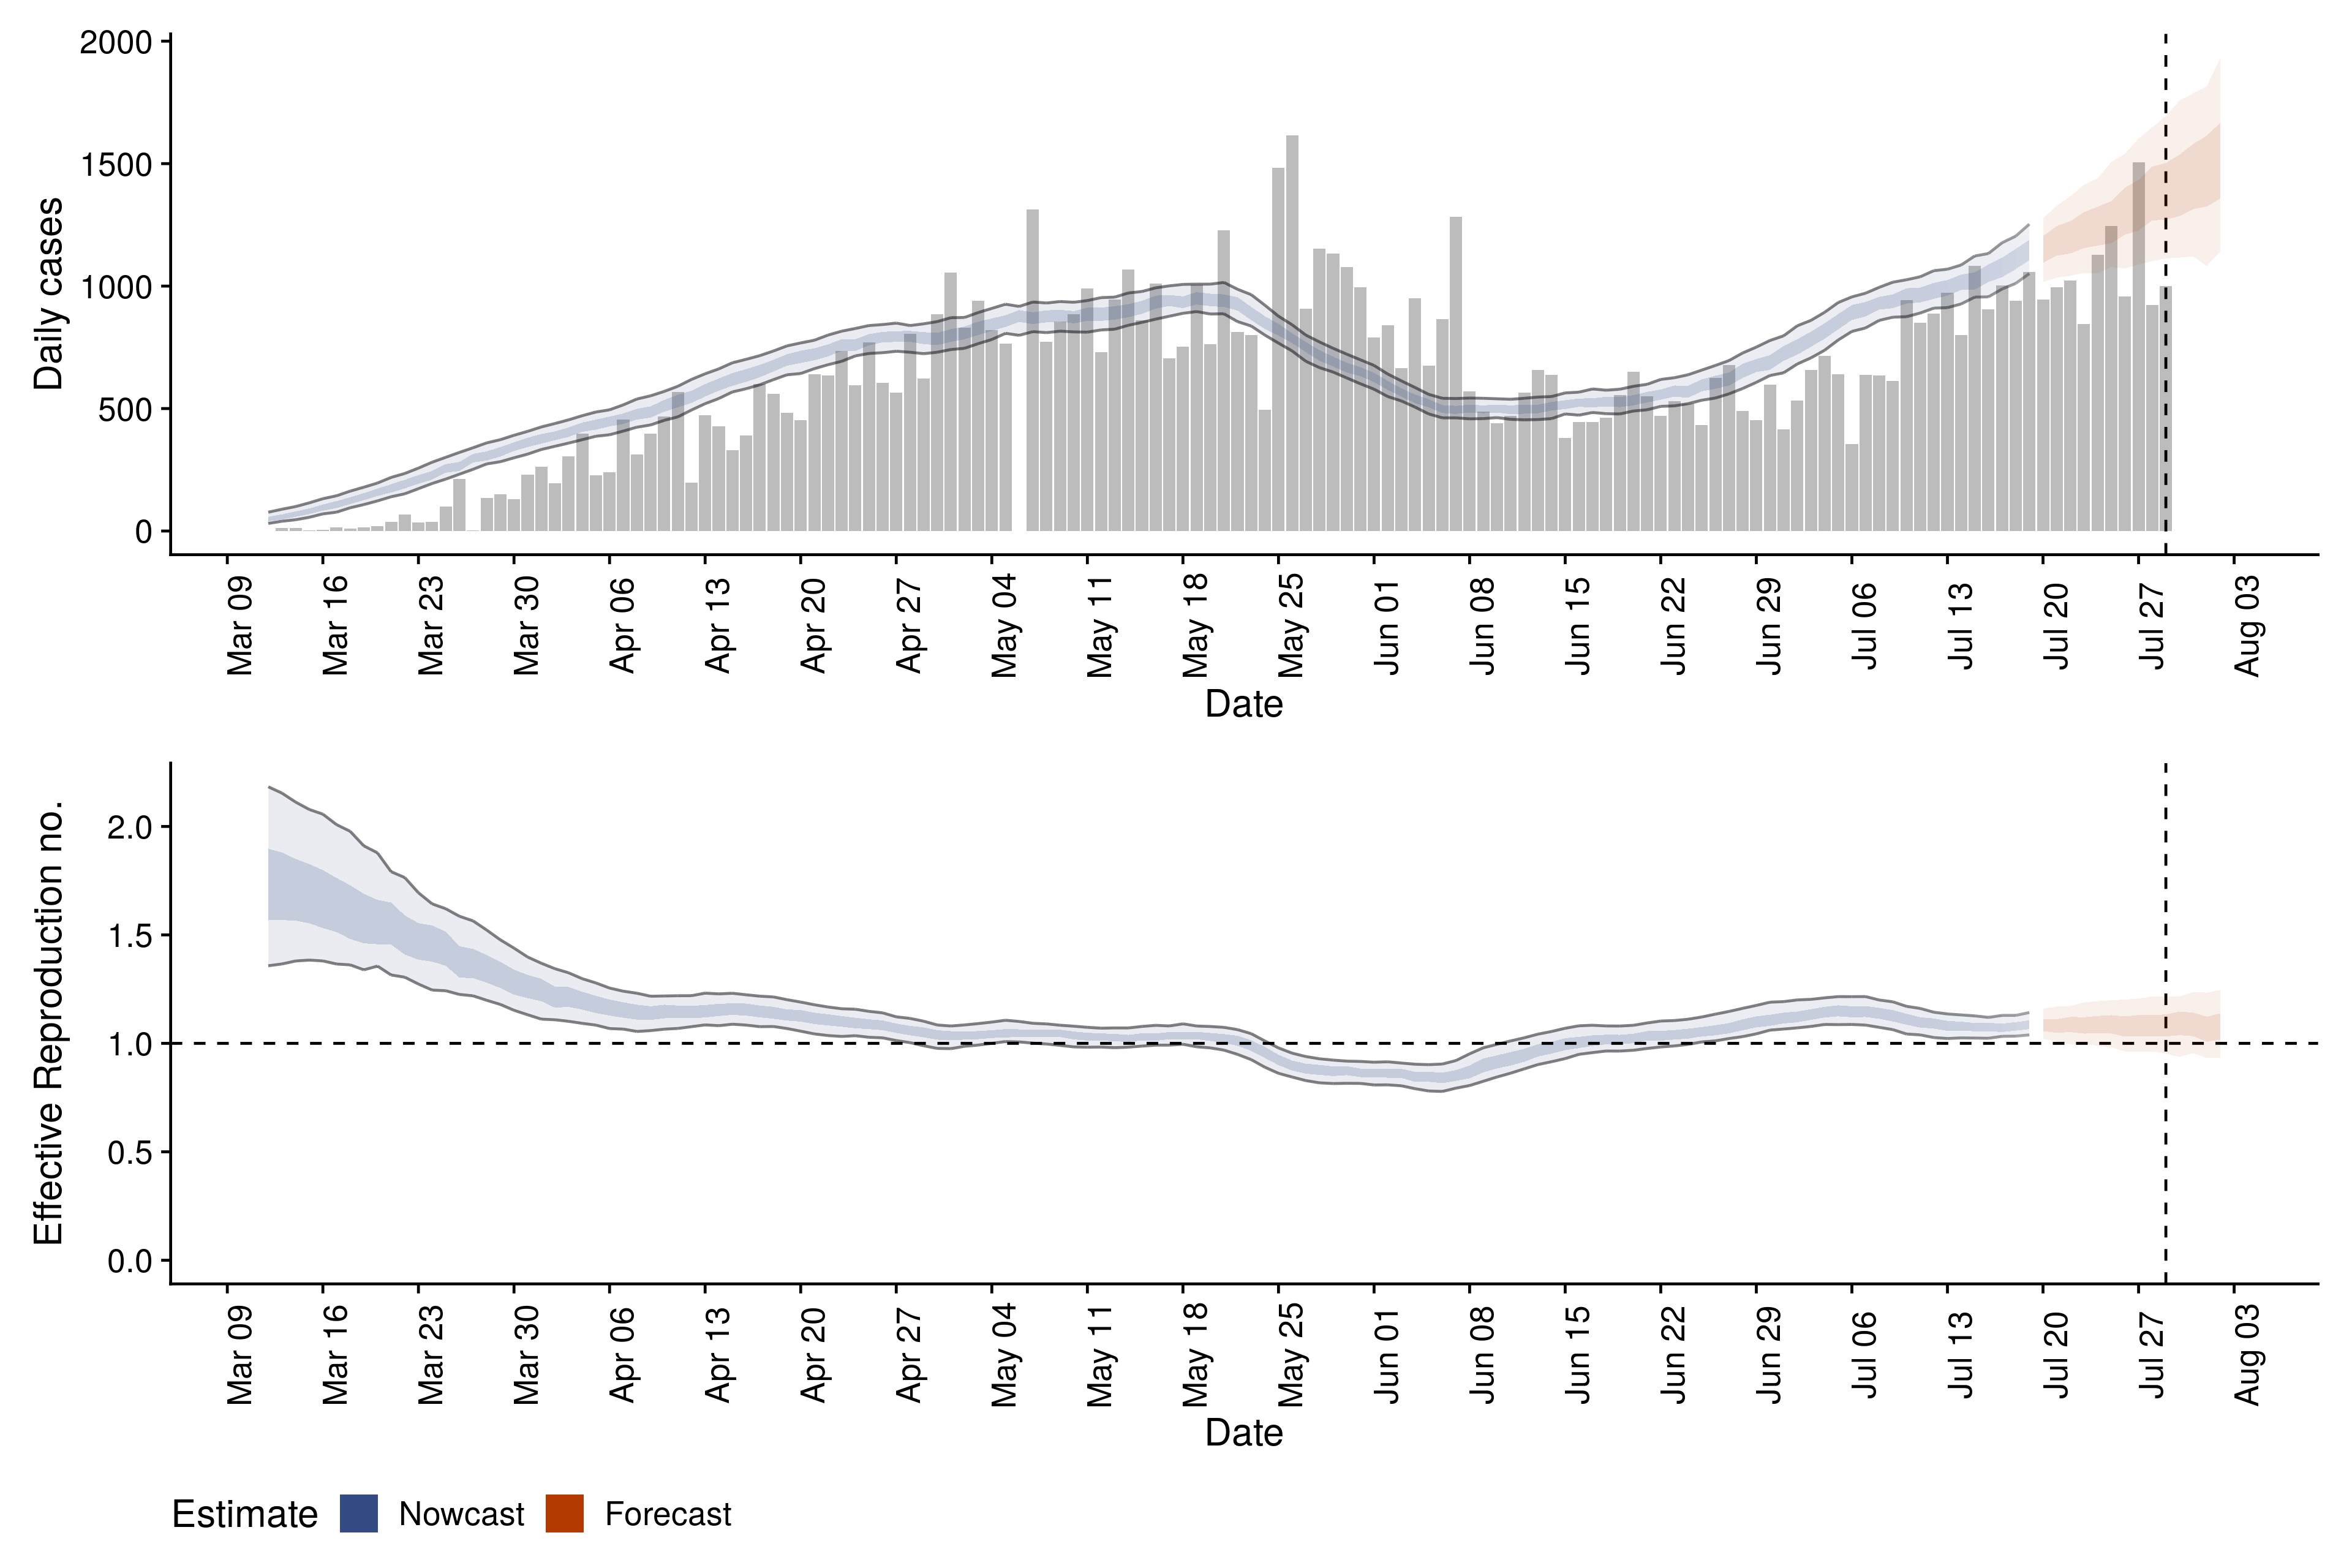 Daily cases
2000
1500
1000
500
0
Mar 09 Mar 16 Mar 23 Mar 30 Apr 06 Apr 13 Apr 20 Apr 27 May 04 May 11 May 18 May 25 Jun 01 Jun 08 Jun 15 Jun 22 Jun 29 Jul 06 Jul 13 Jul 20 Jul 27 Aug 03
Date
Effective Reproduction no.
2.0
1.5
1.0
0.5
0.0
Mar 09 Mar 16 Mar 23 Mar 30 Apr 06 Apr 13 Apr 20 Apr 27 May 04 May 11 May 18 May 25 Jun 01 Jun 08 Jun 15 Jun 22 Jun 29 Jul 06 Jul 13 Jul 20 Jul 27 Aug 03
Date
Estimate Nowcast Forecast